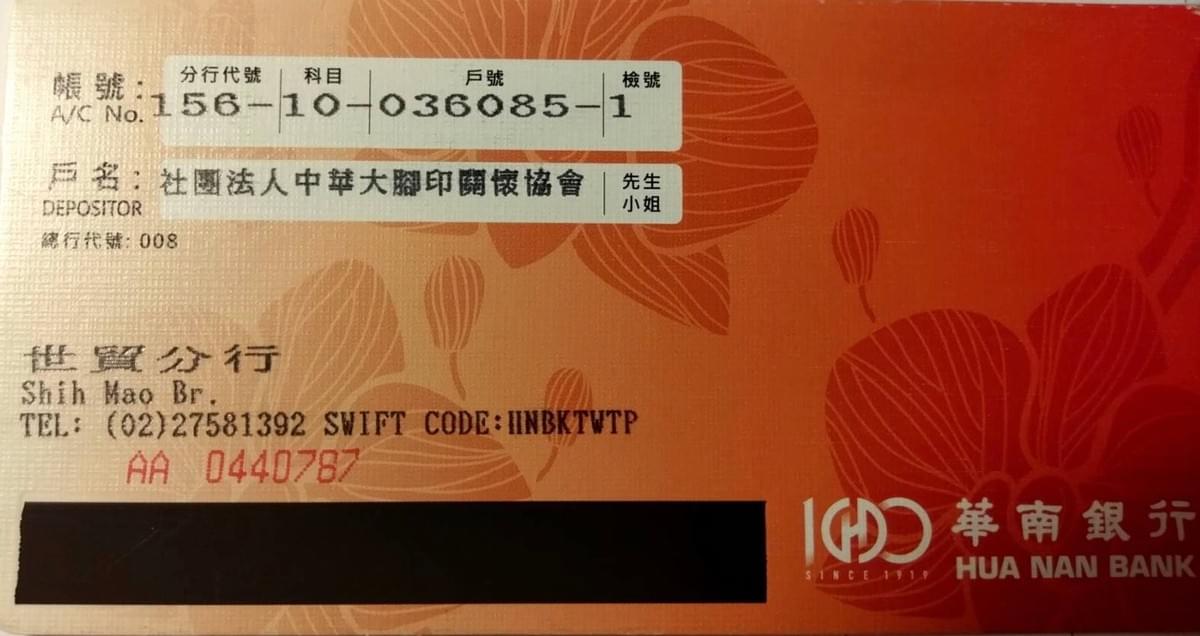 帳號: 分行代號 科目 戶號 檢號
A/C No. 156-10-036085-1
戶名: 社團法人中華大腳印關懷協會 先生
DEPOSITOR 小姐
總行代號: 008
世貿分行
Shih Mao Br.
TEL: (02)27581392 SWIFT CODE:HNBKTWTP
AA 0440787
100 華南銀行
SINCE 1919 HUA NAN BANK